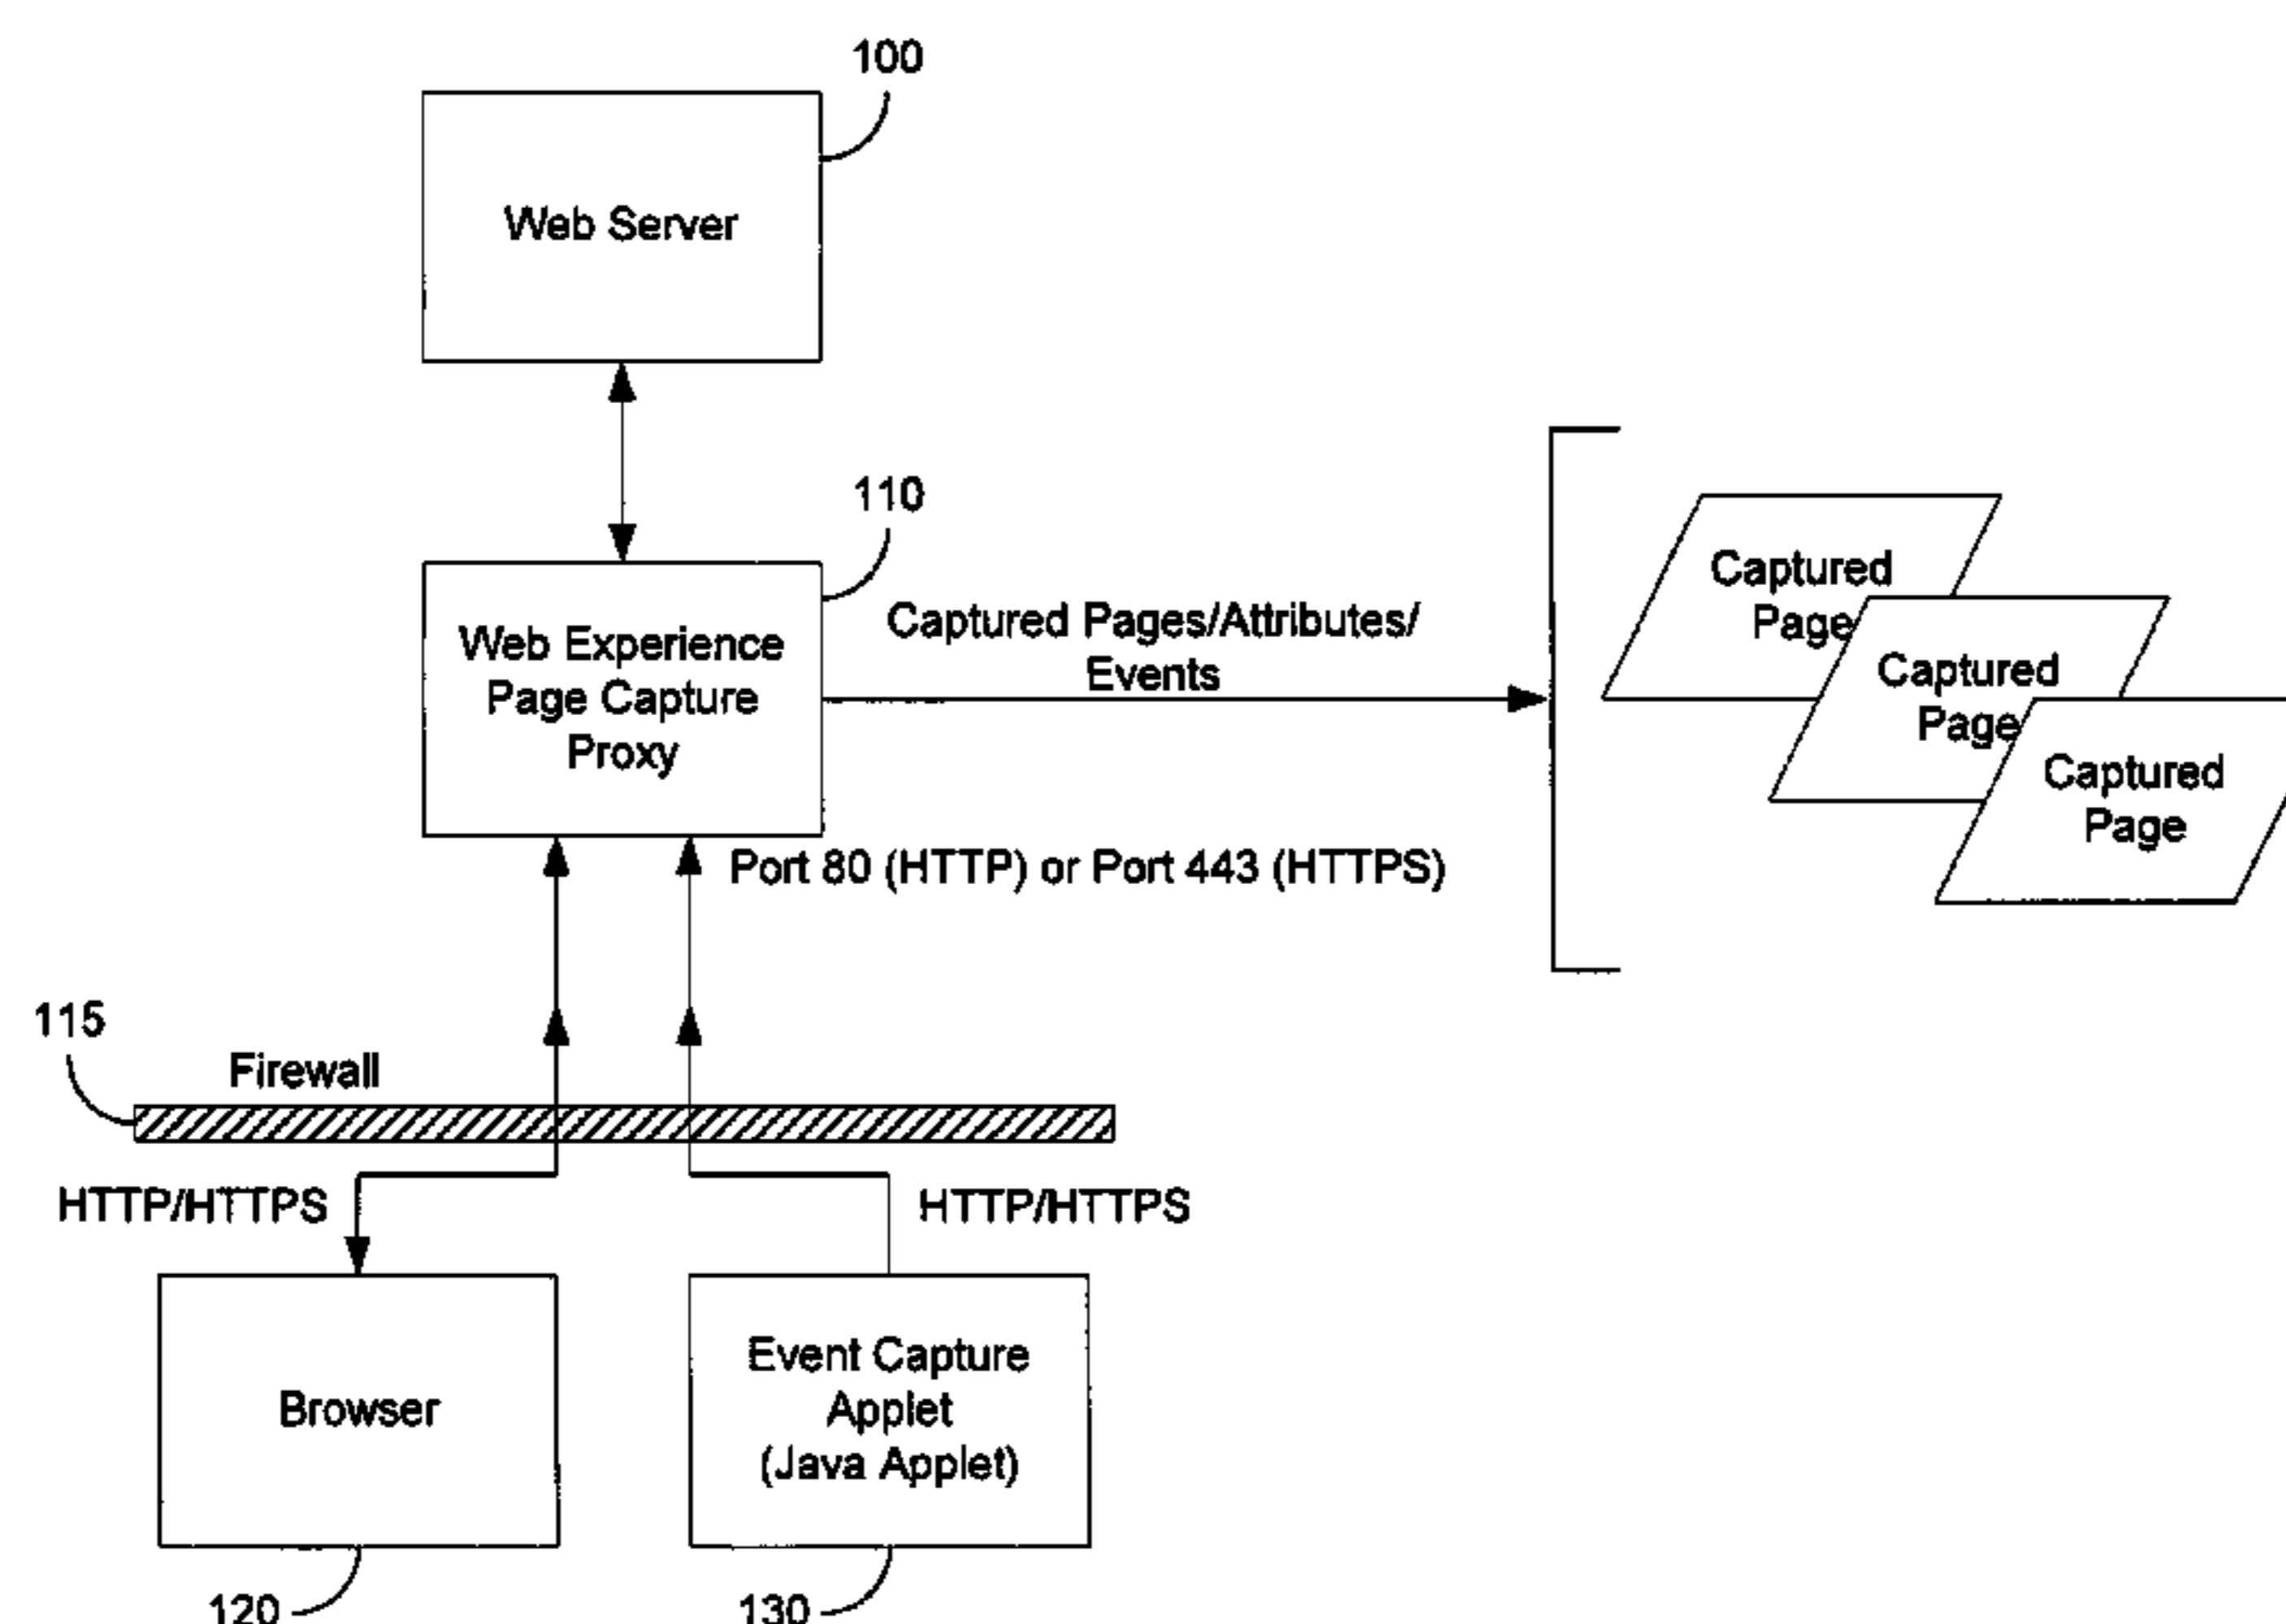 100
Web Server
110
Web Experience
Page Capture
Proxy
Captured Pages/Attributes/
Events
Captured
Page
Captured
Page
Captured
Page
Port 80 (HTTP) or Port 443 (HTTPS)
115
Firewall
HTTP/HTTPS
HTTP/HTTPS
Browser
Event Capture
Applet
(Java Applet)
120
130